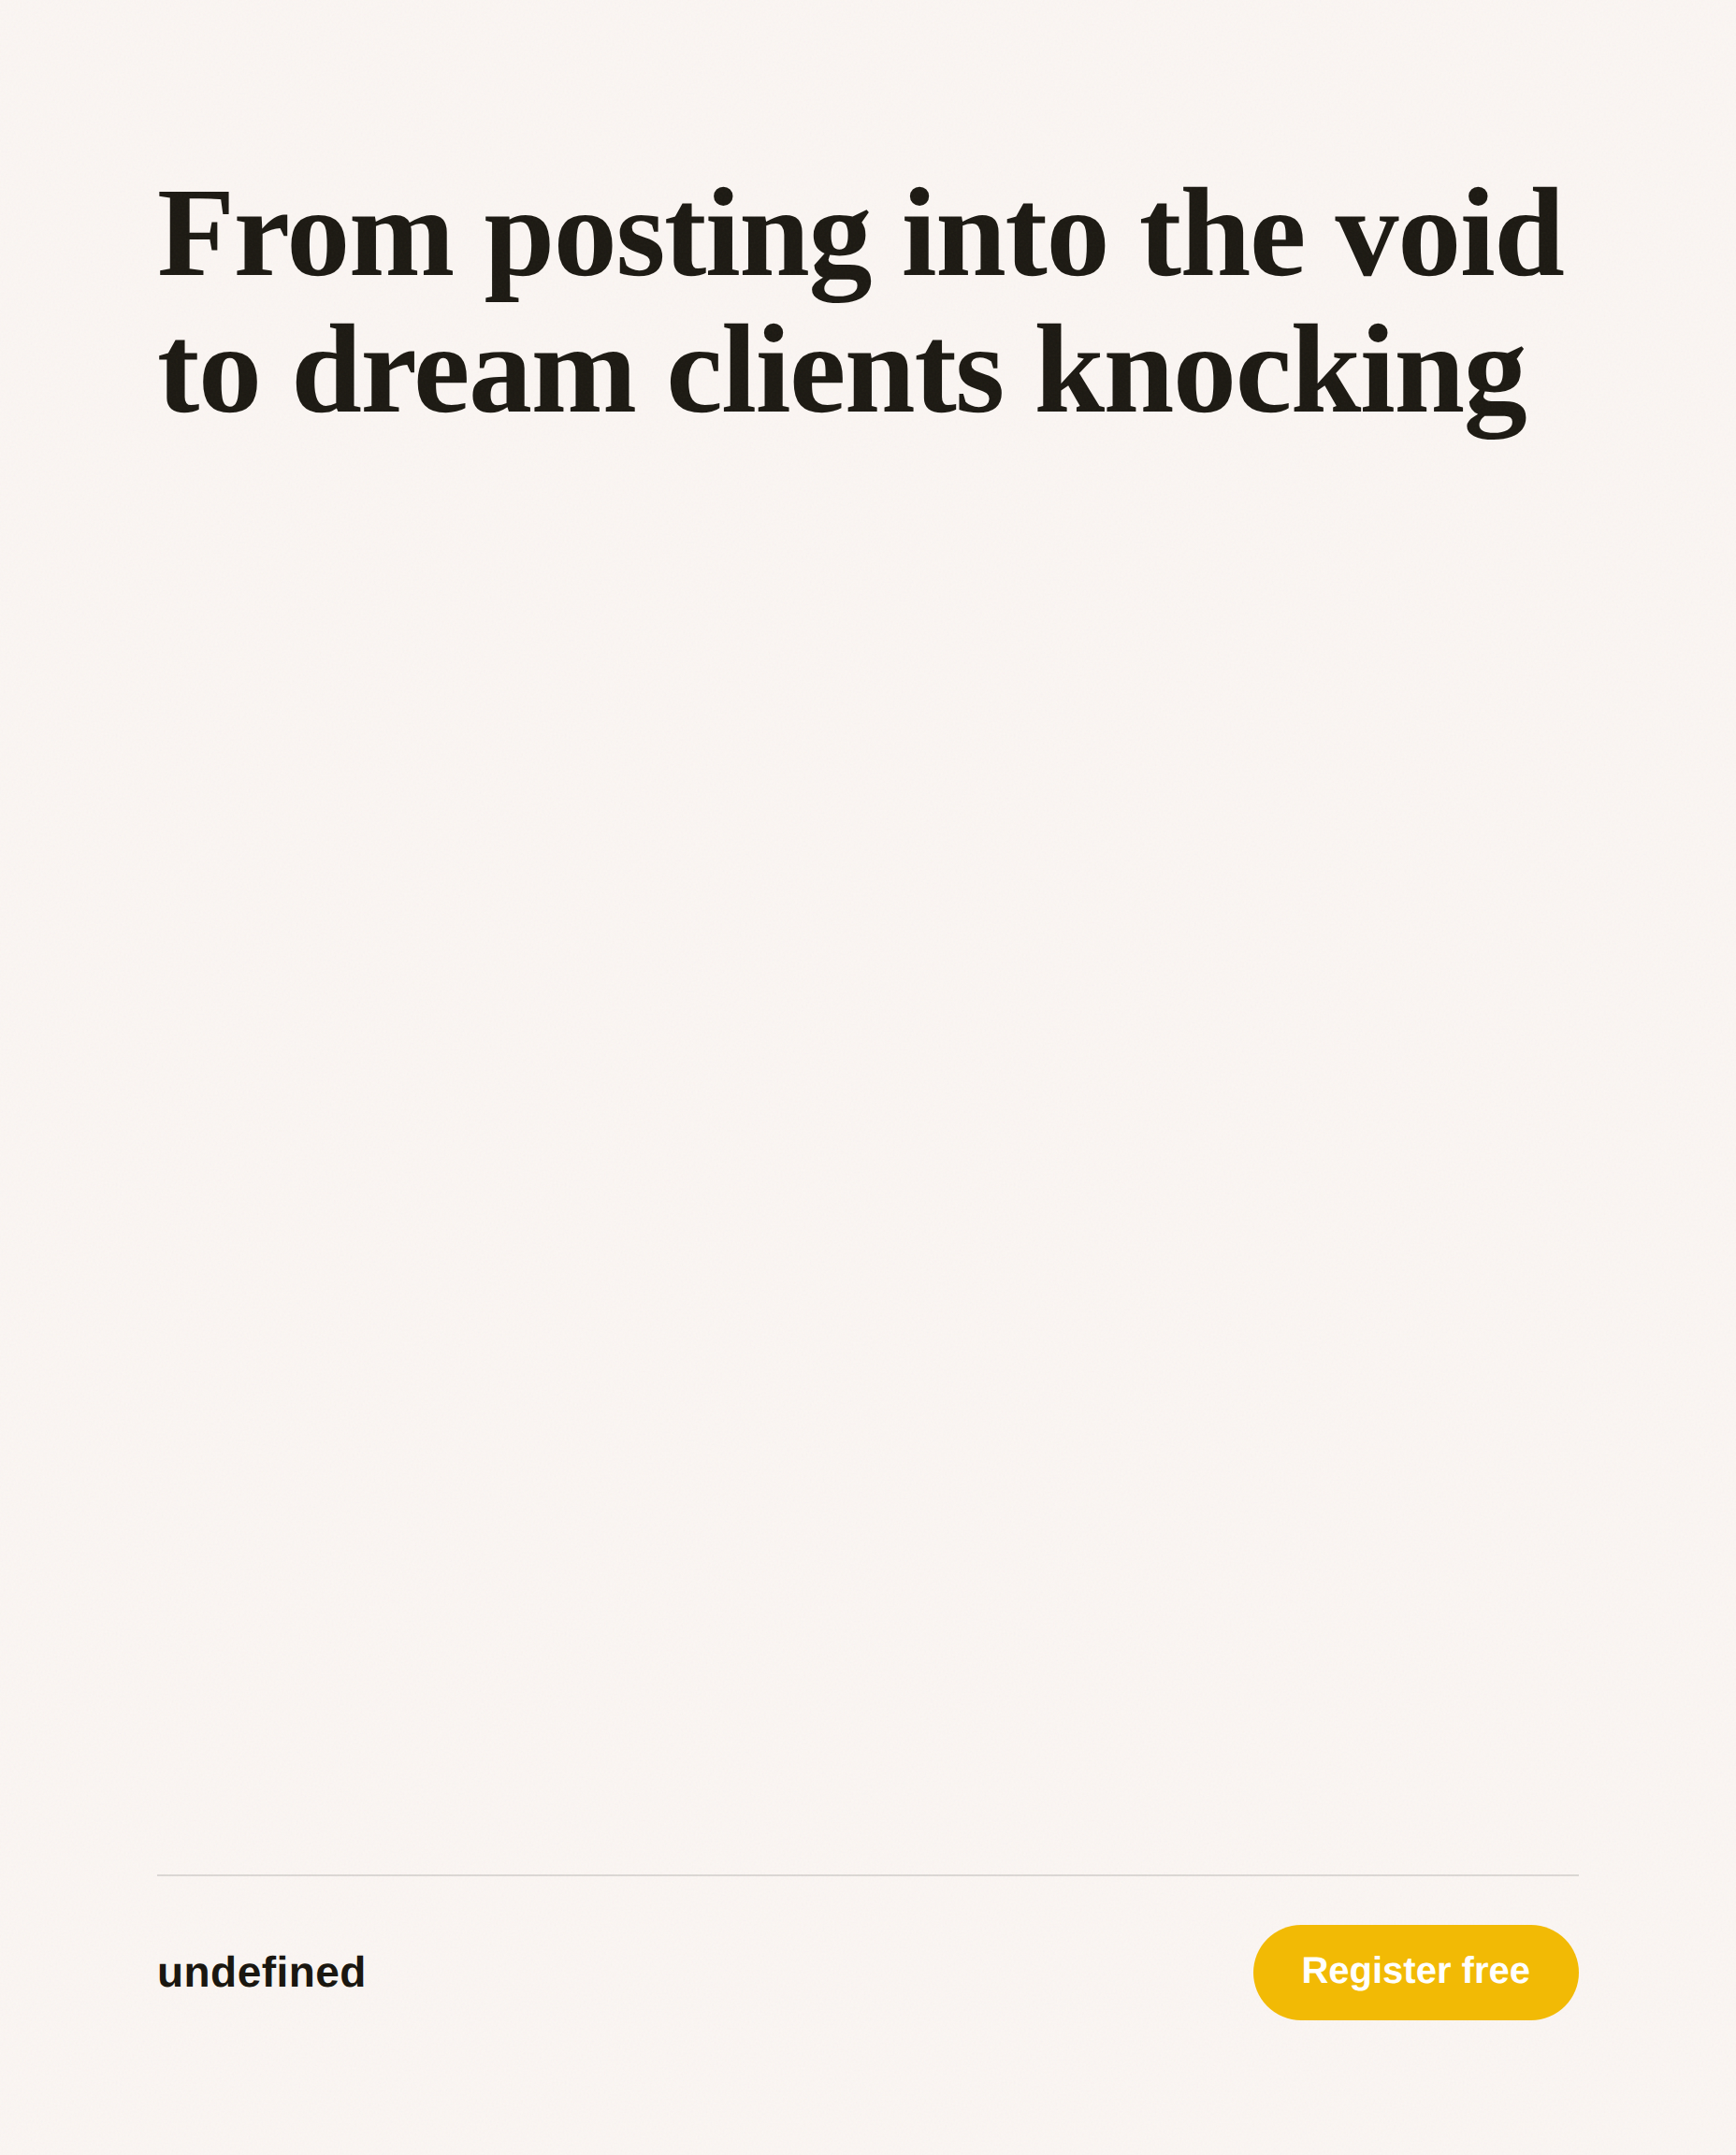 From posting into the void
to dream clients knocking
undefined
Register free